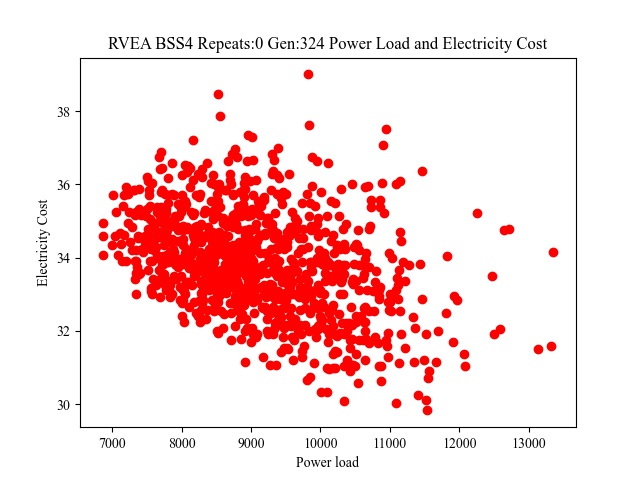 RVEA BSS4 Repeats:0 Gen:324 Power Load and Electricity Cost
Electricity Cost
38
36
34
32
30
7000 8000 9000 10000 11000 12000 13000
Power load